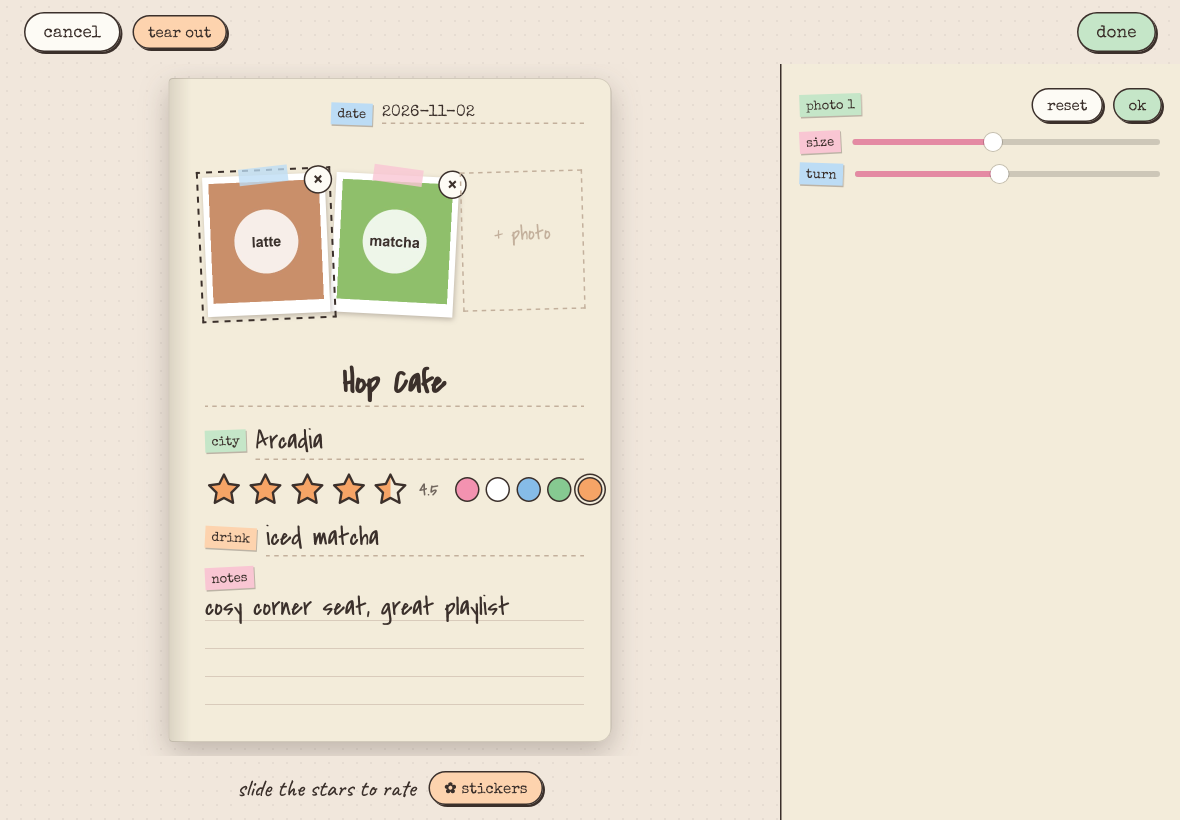 cancel
tear out
done
date 2026-11-02
photo 1
reset
ok
size
turn
latte
matcha
+ photo
Hop Cafe
city Arcadia
4.5
drink iced matcha
notes
cosy corner seat, great playlist
slide the stars to rate
✿ stickers